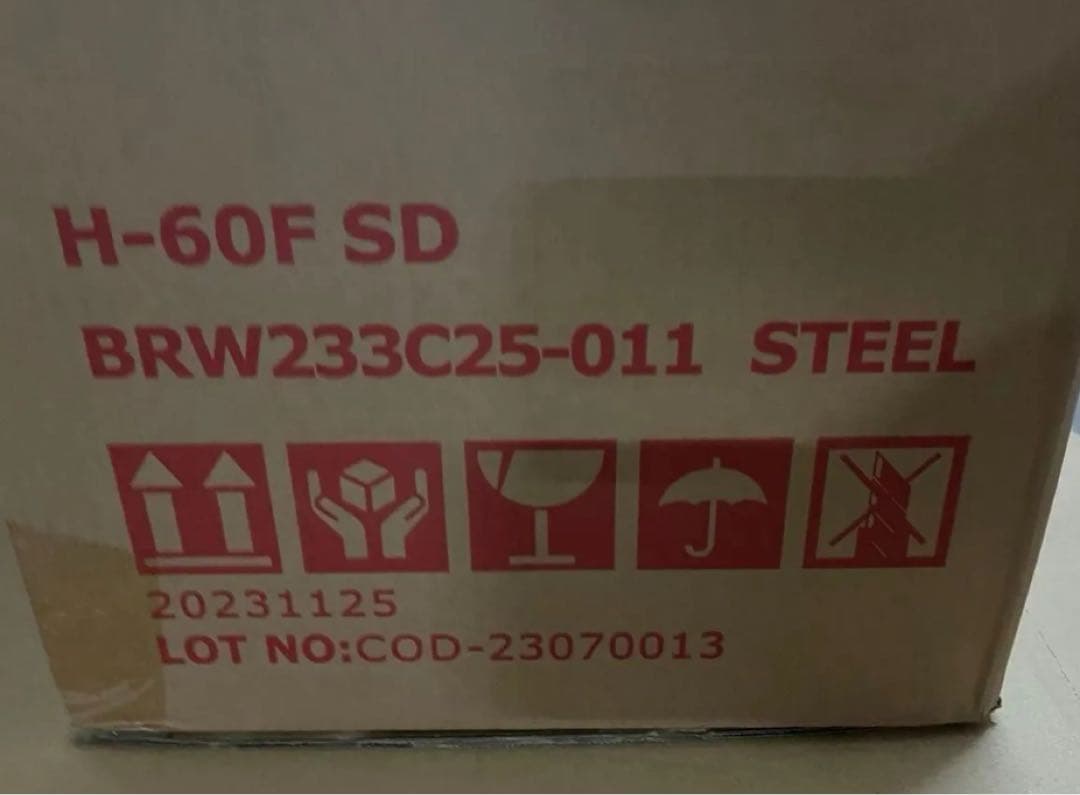 H-60F SD
BRW233C25-011 STEEL
20231125
LOT NO:COD-23070013